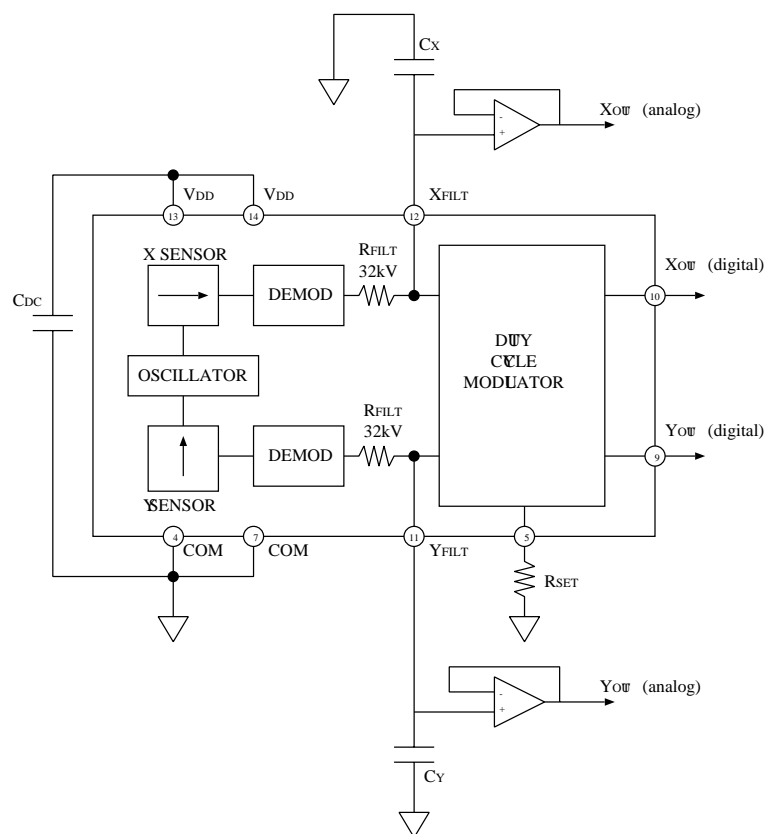 CX
-
+
XOUT (analog)
VDD
VDD
XFILT
13
14
12
X SENSOR
RFILT
32kV
XOUT (digital)
CDC
DEMOD
10
OSCILLATOR
DUTY
CYCLE
MODULATOR
RFILT
32kV
YOUT (digital)
DEMOD
9
Y SENSOR
4
COM
7
COM
11
YFILT
5
RSET
-
+
YOUT (analog)
CY